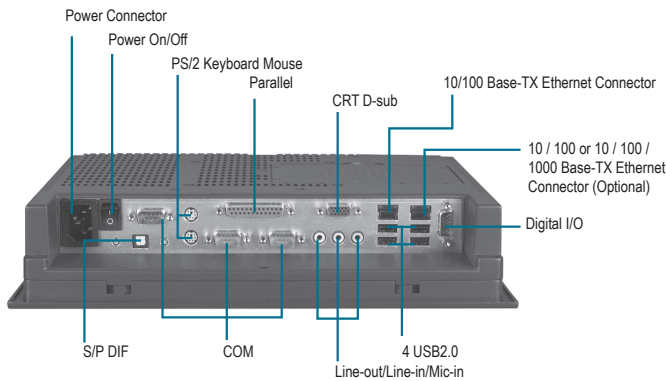 Power Connector
Power On/Off
PS/2 Keyboard Mouse
Parallel
10/100 Base-TX Ethernet Connector
CRT D-sub
10 / 100 or 10 / 100 /
1000 Base-TX Ethernet
Connector (Optional)
Digital I/O
S/P DIF
COM
4 USB2.0
Line-out/Line-in/Mic-in